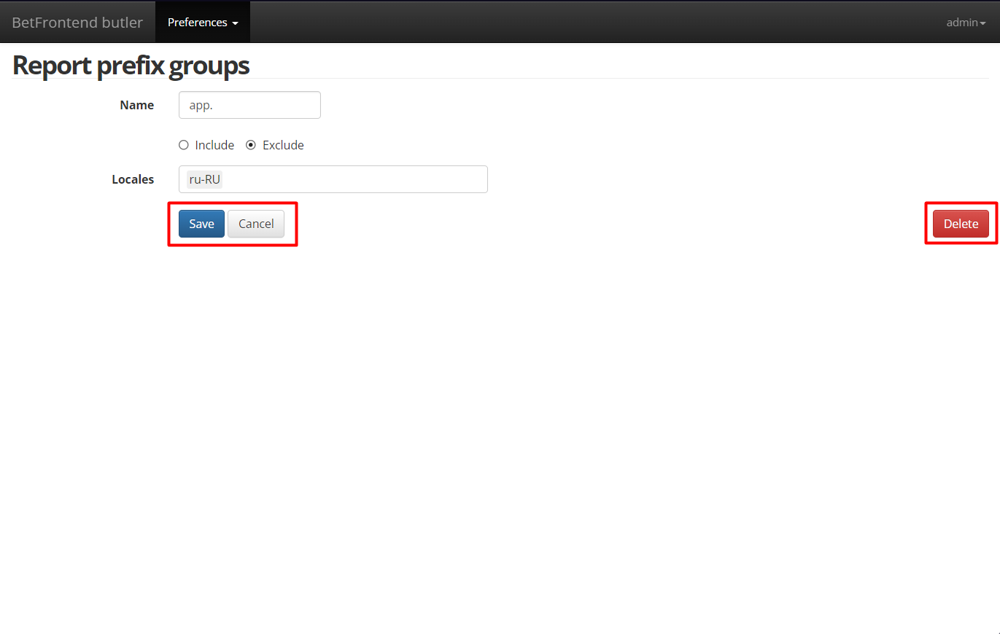 BetFrontend butler Preferences admin
Report prefix groups
Name app.
Include Exclude
Locales ru-RU
Save Cancel Delete